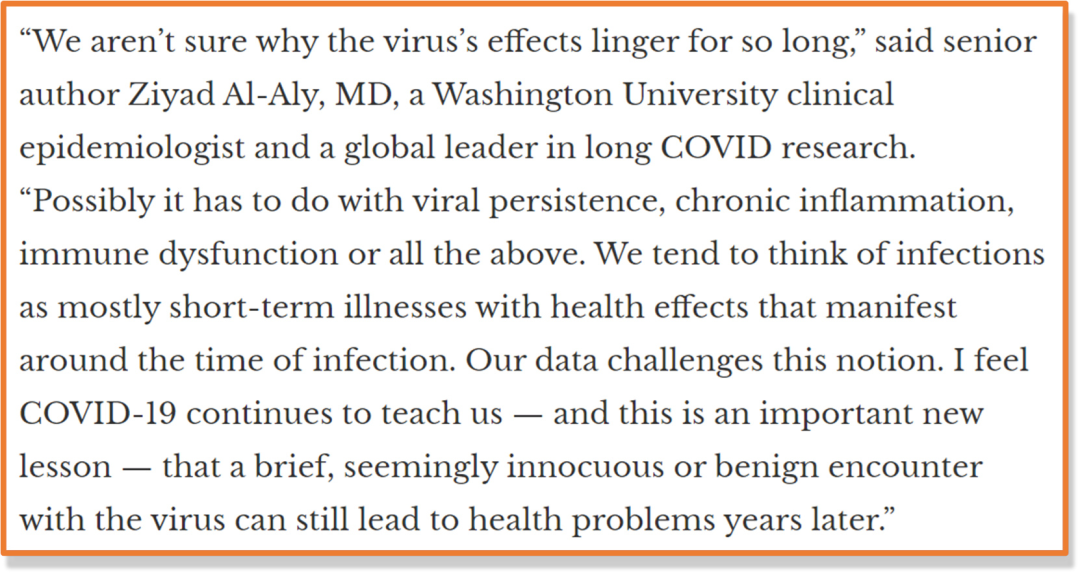 “We aren’t sure why the virus’s effects linger for so long,” said senior
author Ziyad Al-Aly, MD, a Washington University clinical
epidemiologist and a global leader in long COVID research.
“Possibly it has to do with viral persistence, chronic inflammation,
immune dysfunction or all the above. We tend to think of infections
as mostly short-term illnesses with health effects that manifest
around the time of infection. Our data challenges this notion. I feel
COVID-19 continues to teach us — and this is an important new
lesson — that a brief, seemingly innocuous or benign encounter
with the virus can still lead to health problems years later.”